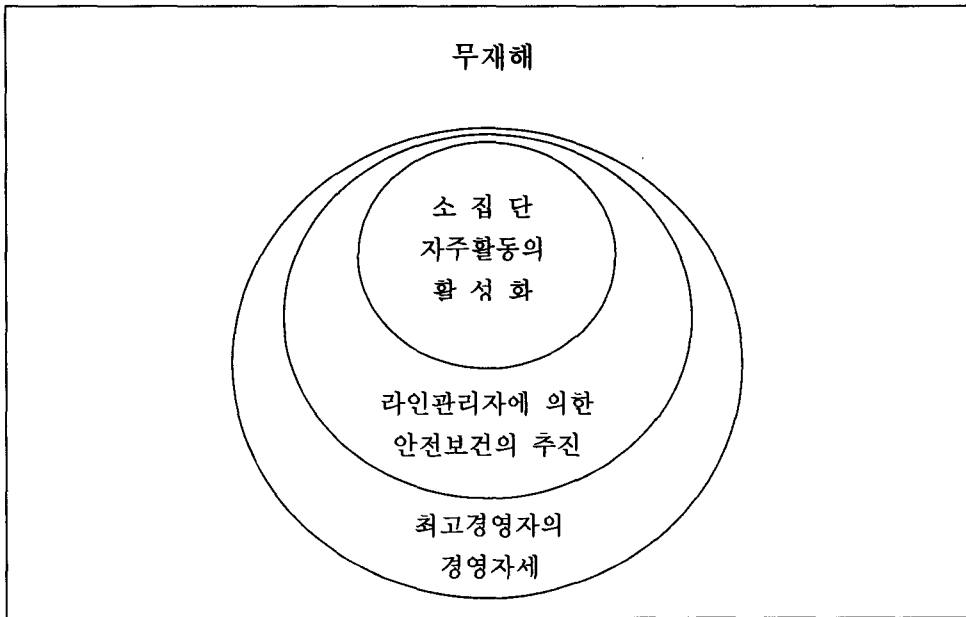 무재해
소 집 단
자주활동의
활 성 화
라인관리자에 의한
안전보건의 추진
최고경영자의
경영자세